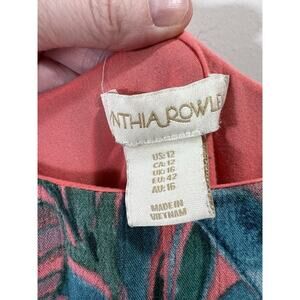 NTHIA ROWLE
US: 12
CA: 12
UK: 16
EU: 42
AU: 16
MADE IN
VIETNAM